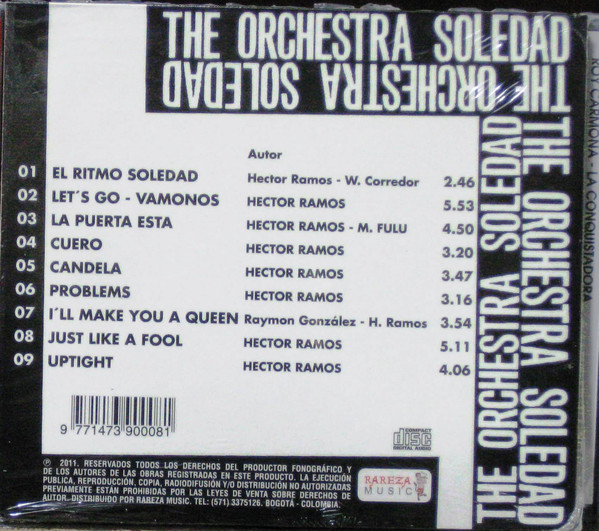 THE ORCHESTRA SOLEDAD
THE ORCHESTRA SOLEDAD
THE ORCHESTRA SOLEDAD
THE ORCHESTRA SOLEDAD
ROY CARMONA - LA CONQUISTADORA
Autor
01 EL RITMO SOLEDAD Hector Ramos - W. Corredor 2.46
02 LET´S GO - VAMONOS HECTOR RAMOS 5.53
03 LA PUERTA ESTA HECTOR RAMOS - M. FULU 4.50
04 CUERO HECTOR RAMOS 3.20
05 CANDELA HECTOR RAMOS 3.47
06 PROBLEMS HECTOR RAMOS 3.16
07 I´LL MAKE YOU A QUEEN Raymon González - H. Ramos 3.54
08 JUST LIKE A FOOL HECTOR RAMOS 5.11
09 UPTIGHT HECTOR RAMOS 4.06
9 771473 900081
COMPACT
disc
DIGITAL AUDIO
℗ 2011. RESERVADOS TODOS LOS DERECHOS DEL PRODUCTOR FONOGRÁFICO Y
DE LOS AUTORES DE LAS OBRAS REGISTRADAS EN ESTE PRODUCTO. LA EJECUCIÓN
PUBLICA, REPRODUCCIÓN, COPIA, RADIODIFUSIÓN Y/O DISTRIBUCIÓN NO AUTORIZADAS
PREVIAMENTE ESTÁN PROHIBIDAS POR LAS LEYES DE VENTA SOBRE DERECHOS DE
AUTOR. DISTRIBUIDO POR RAREZA MUSIC. TEL: (571) 3375126. BOGOTÁ - COLOMBIA.
RAREZA
MUSIC